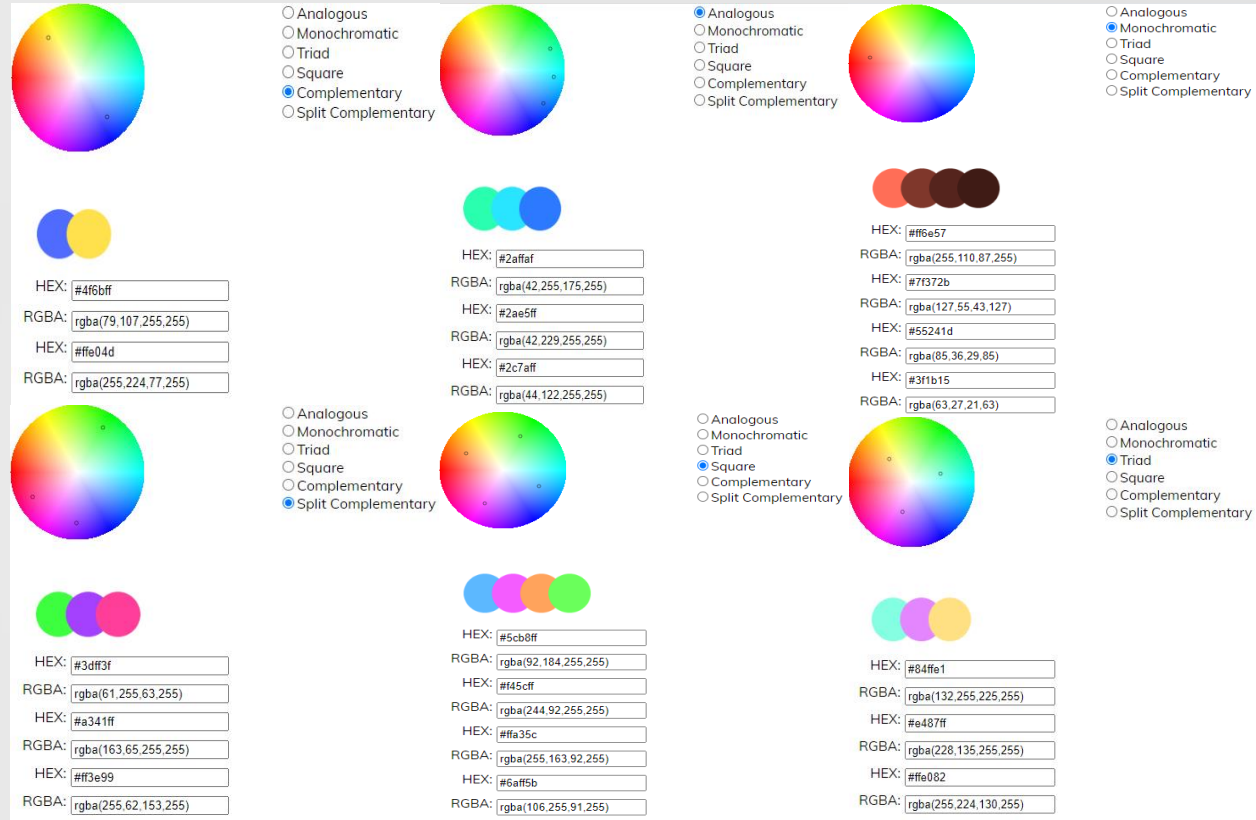 Analogous
Monochromatic
Triad
Square
Complementary
Split Complementary
HEX: #4f6bff
RGBA: rgba(79,107,255,255)
HEX: #ffe04d
RGBA: rgba(255,224,77,255)
Analogous
Monochromatic
Triad
Square
Complementary
Split Complementary
HEX: #2affaf
RGBA: rgba(42,255,175,255)
HEX: #2ae5ff
RGBA: rgba(42,229,255,255)
HEX: #2c7aff
RGBA: rgba(44,122,255,255)
Analogous
Monochromatic
Triad
Square
Complementary
Split Complementary
HEX: #ff6e57
RGBA: rgba(255,110,87,255)
HEX: #7f372b
RGBA: rgba(127,55,43,127)
HEX: #55241d
RGBA: rgba(85,36,29,85)
HEX: #3f1b15
RGBA: rgba(63,27,21,63)
Analogous
Monochromatic
Triad
Square
Complementary
Split Complementary
HEX: #3dff3f
RGBA: rgba(61,255,63,255)
HEX: #a341ff
RGBA: rgba(163,65,255,255)
HEX: #ff3e99
RGBA: rgba(255,62,153,255)
Analogous
Monochromatic
Triad
Square
Complementary
Split Complementary
HEX: #5cb8ff
RGBA: rgba(92,184,255,255)
HEX: #f45cff
RGBA: rgba(244,92,255,255)
HEX: #ffa35c
RGBA: rgba(255,163,92,255)
HEX: #6aff5b
RGBA: rgba(106,255,91,255)
Analogous
Monochromatic
Triad
Square
Complementary
Split Complementary
HEX: #84ffe1
RGBA: rgba(132,255,225,255)
HEX: #e487ff
RGBA: rgba(228,135,255,255)
HEX: #ffe082
RGBA: rgba(255,224,130,255)